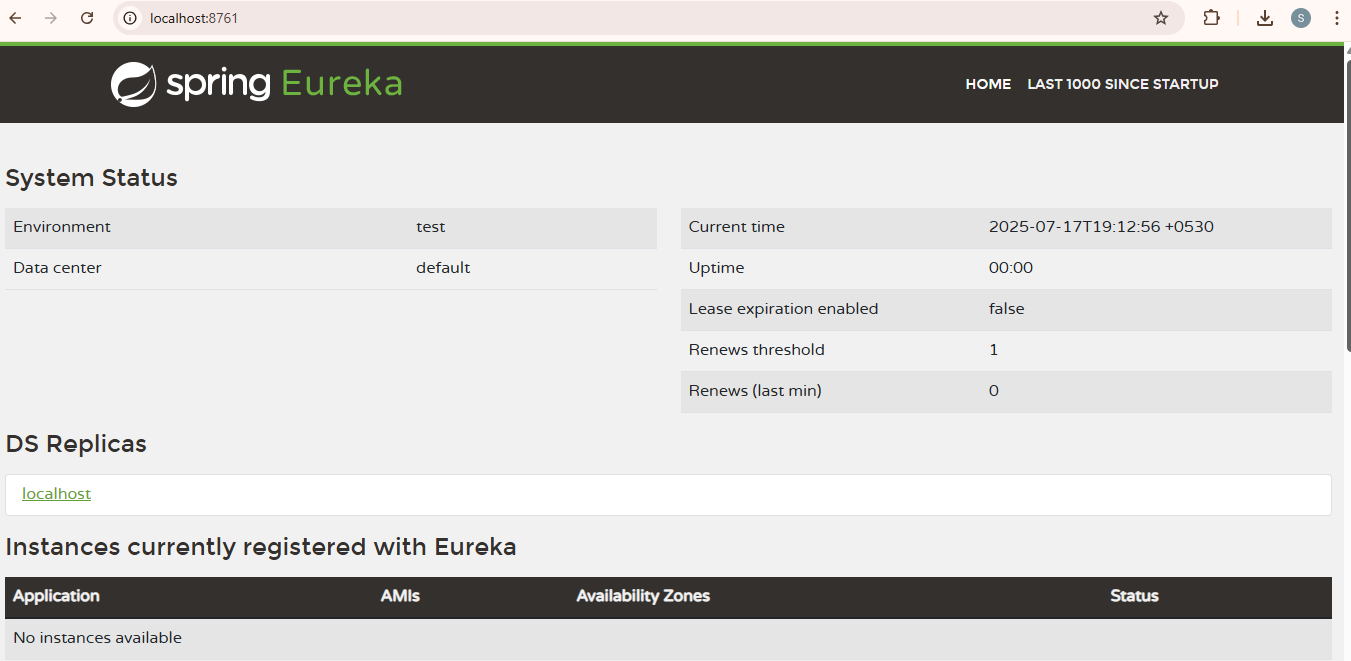 localhost:8761
S
spring Eureka
HOME LAST 1000 SINCE STARTUP
System Status
Environment test
Data center default
Current time 2025-07-17T19:12:56 +0530
Uptime 00:00
Lease expiration enabled false
Renews threshold 1
Renews (last min) 0
DS Replicas
localhost
Instances currently registered with Eureka
Application AMIs Availability Zones Status
No instances available